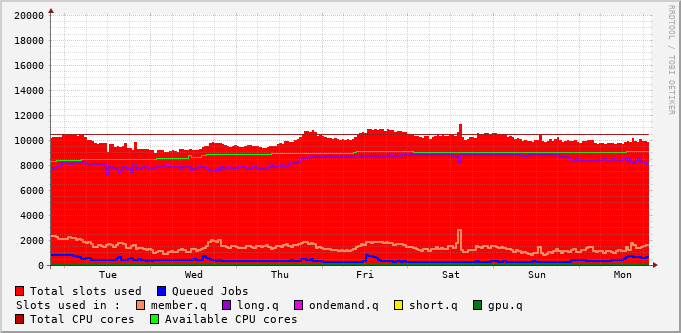 RRDTOOL / TOBI OETIKER
20000
18000
16000
14000
12000
10000
8000
6000
4000
2000
0
Tue Wed Thu Fri Sat Sun Mon
Total slots used Queued Jobs
Slots used in : member.q long.q ondemand.q short.q gpu.q
Total CPU cores Available CPU cores